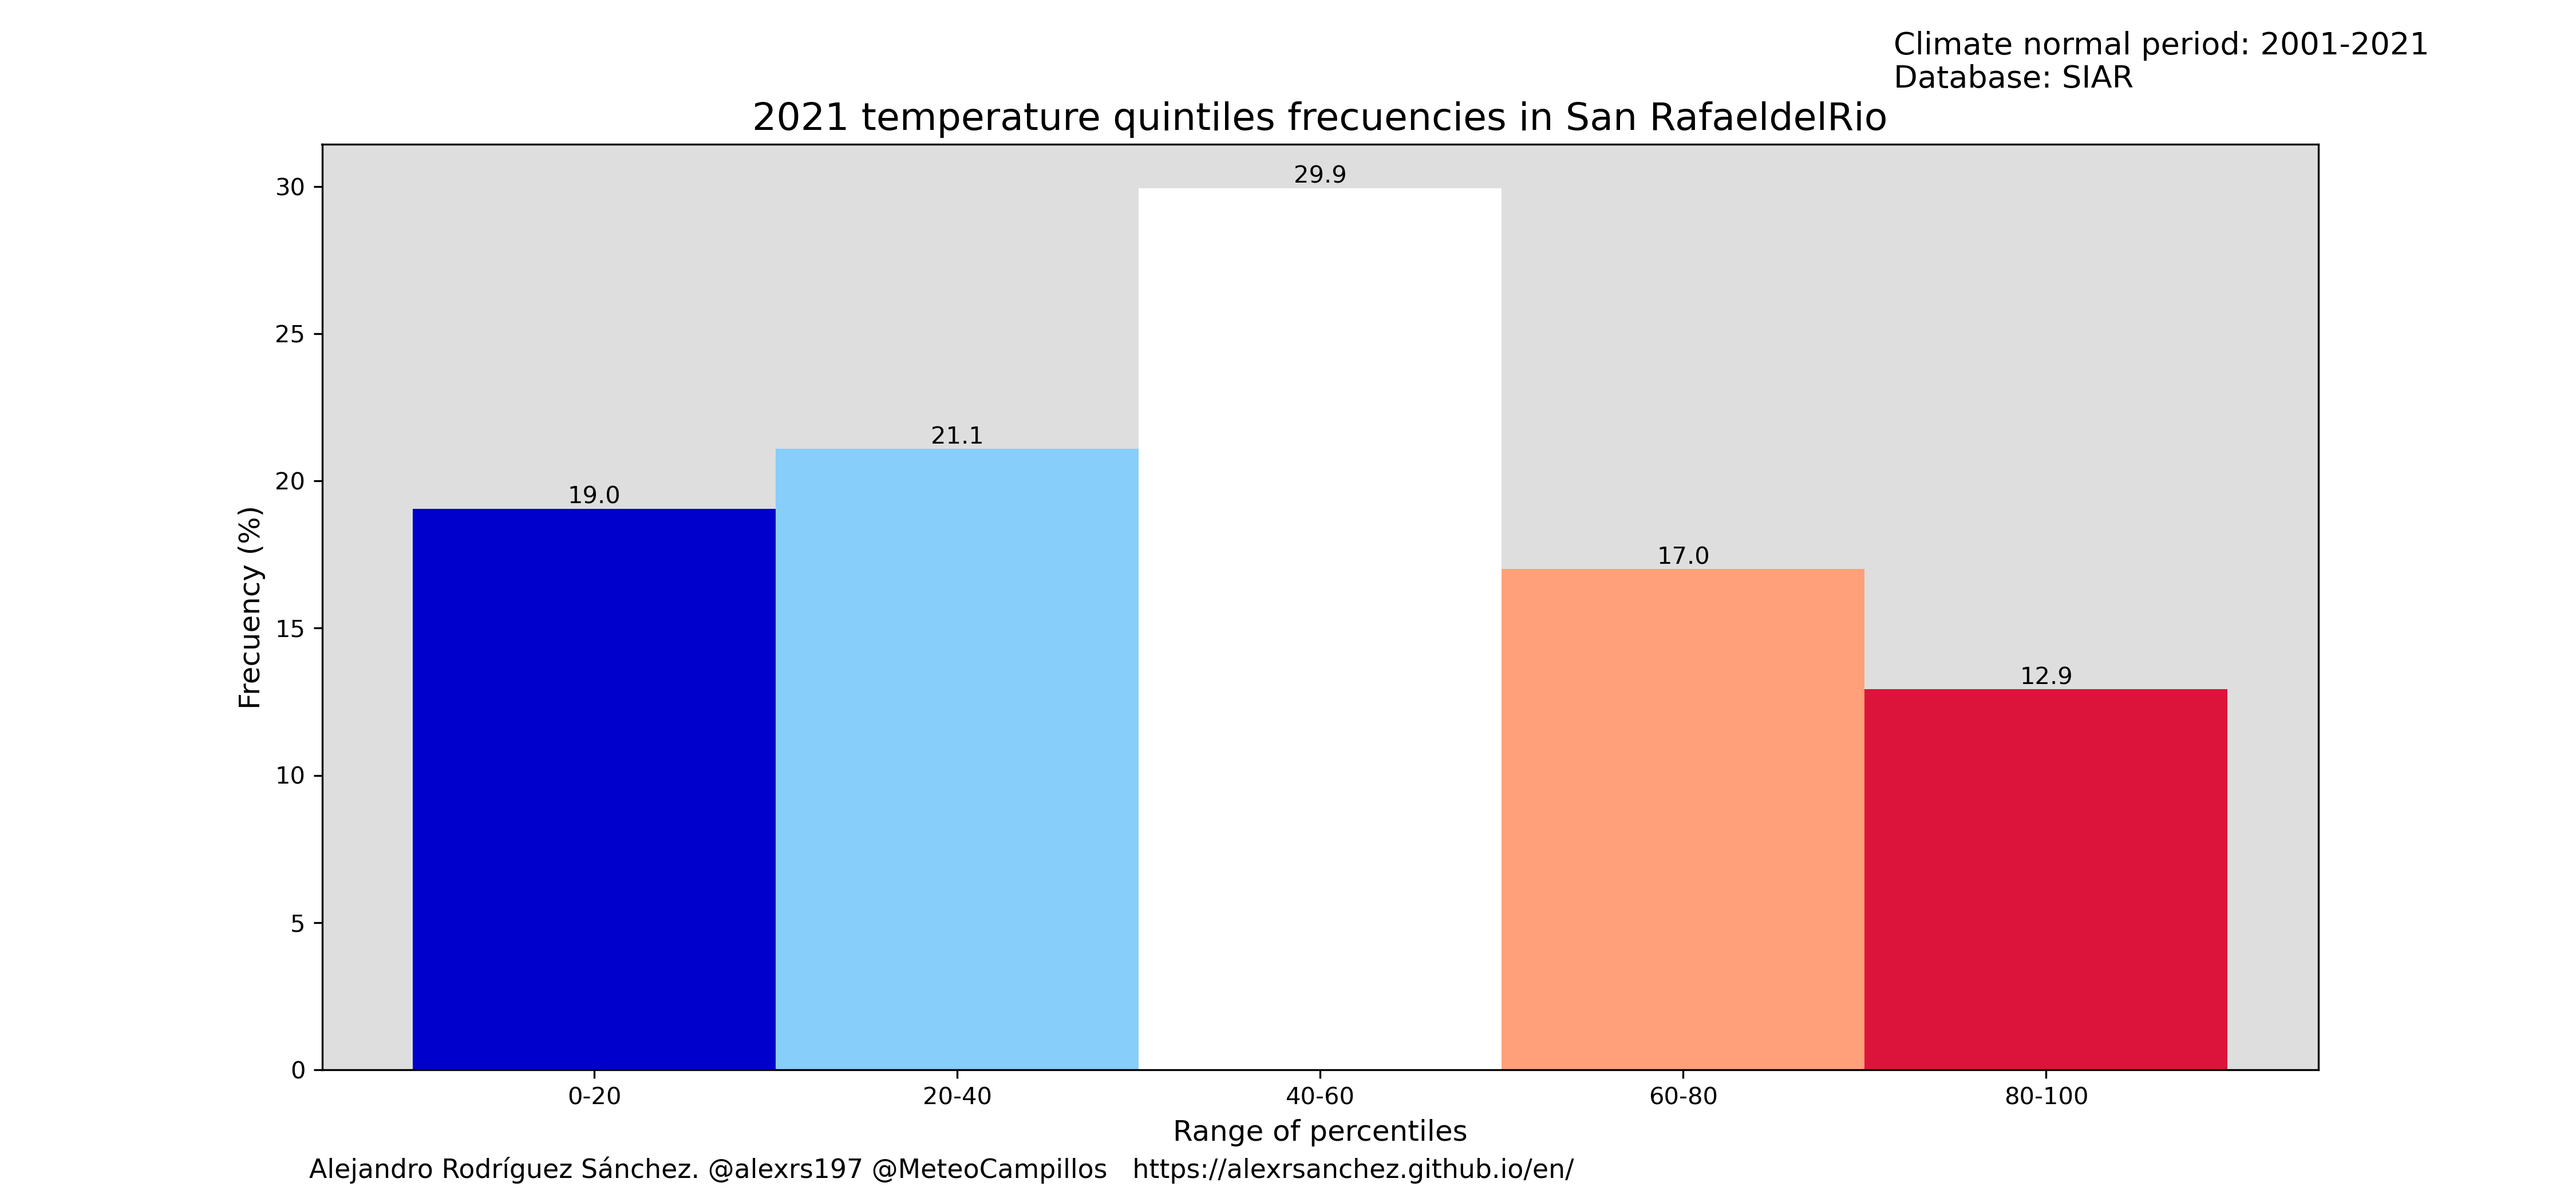 Climate normal period: 2001-2021
Database: SIAR
2021 temperature quintiles frecuencies in San RafaeldelRio
29.9
21.1
19.0
17.0
12.9
30
25
20
15
10
5
0
Frecuency (%)
0-20 20-40 40-60 60-80 80-100
Range of percentiles
Alejandro Rodríguez Sánchez. @alexrs197 @MeteoCampillos https://alexrsanchez.github.io/en/